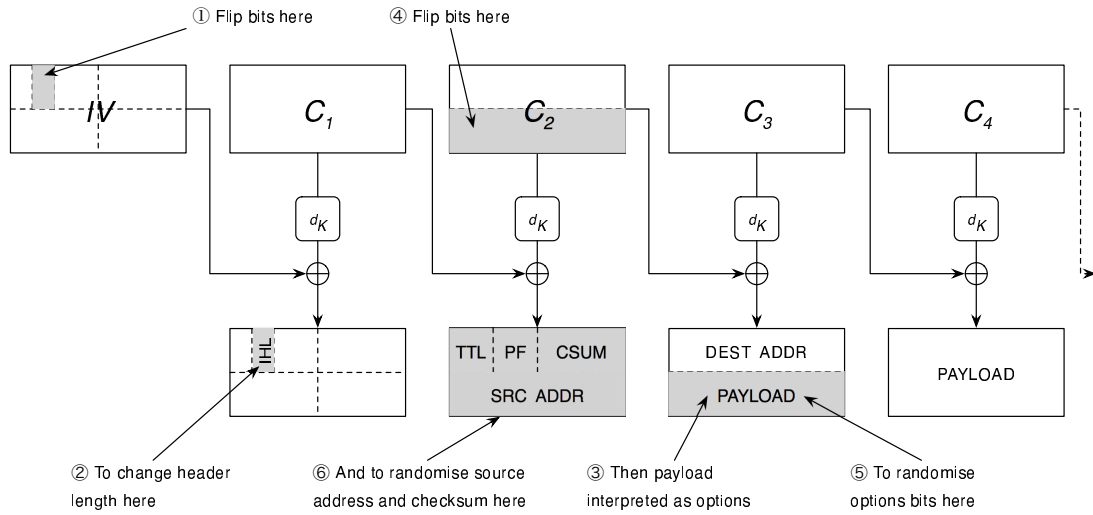 ① Flip bits here
④ Flip bits here
IV
C1
C2
C3
C4
dK
dK
dK
dK
IHL
TTL PF CSUM
SRC ADDR
DEST ADDR
PAYLOAD
PAYLOAD
② To change header
length here
⑥ And to randomise source
address and checksum here
③ Then payload
interpreted as options
⑤ To randomise
options bits here